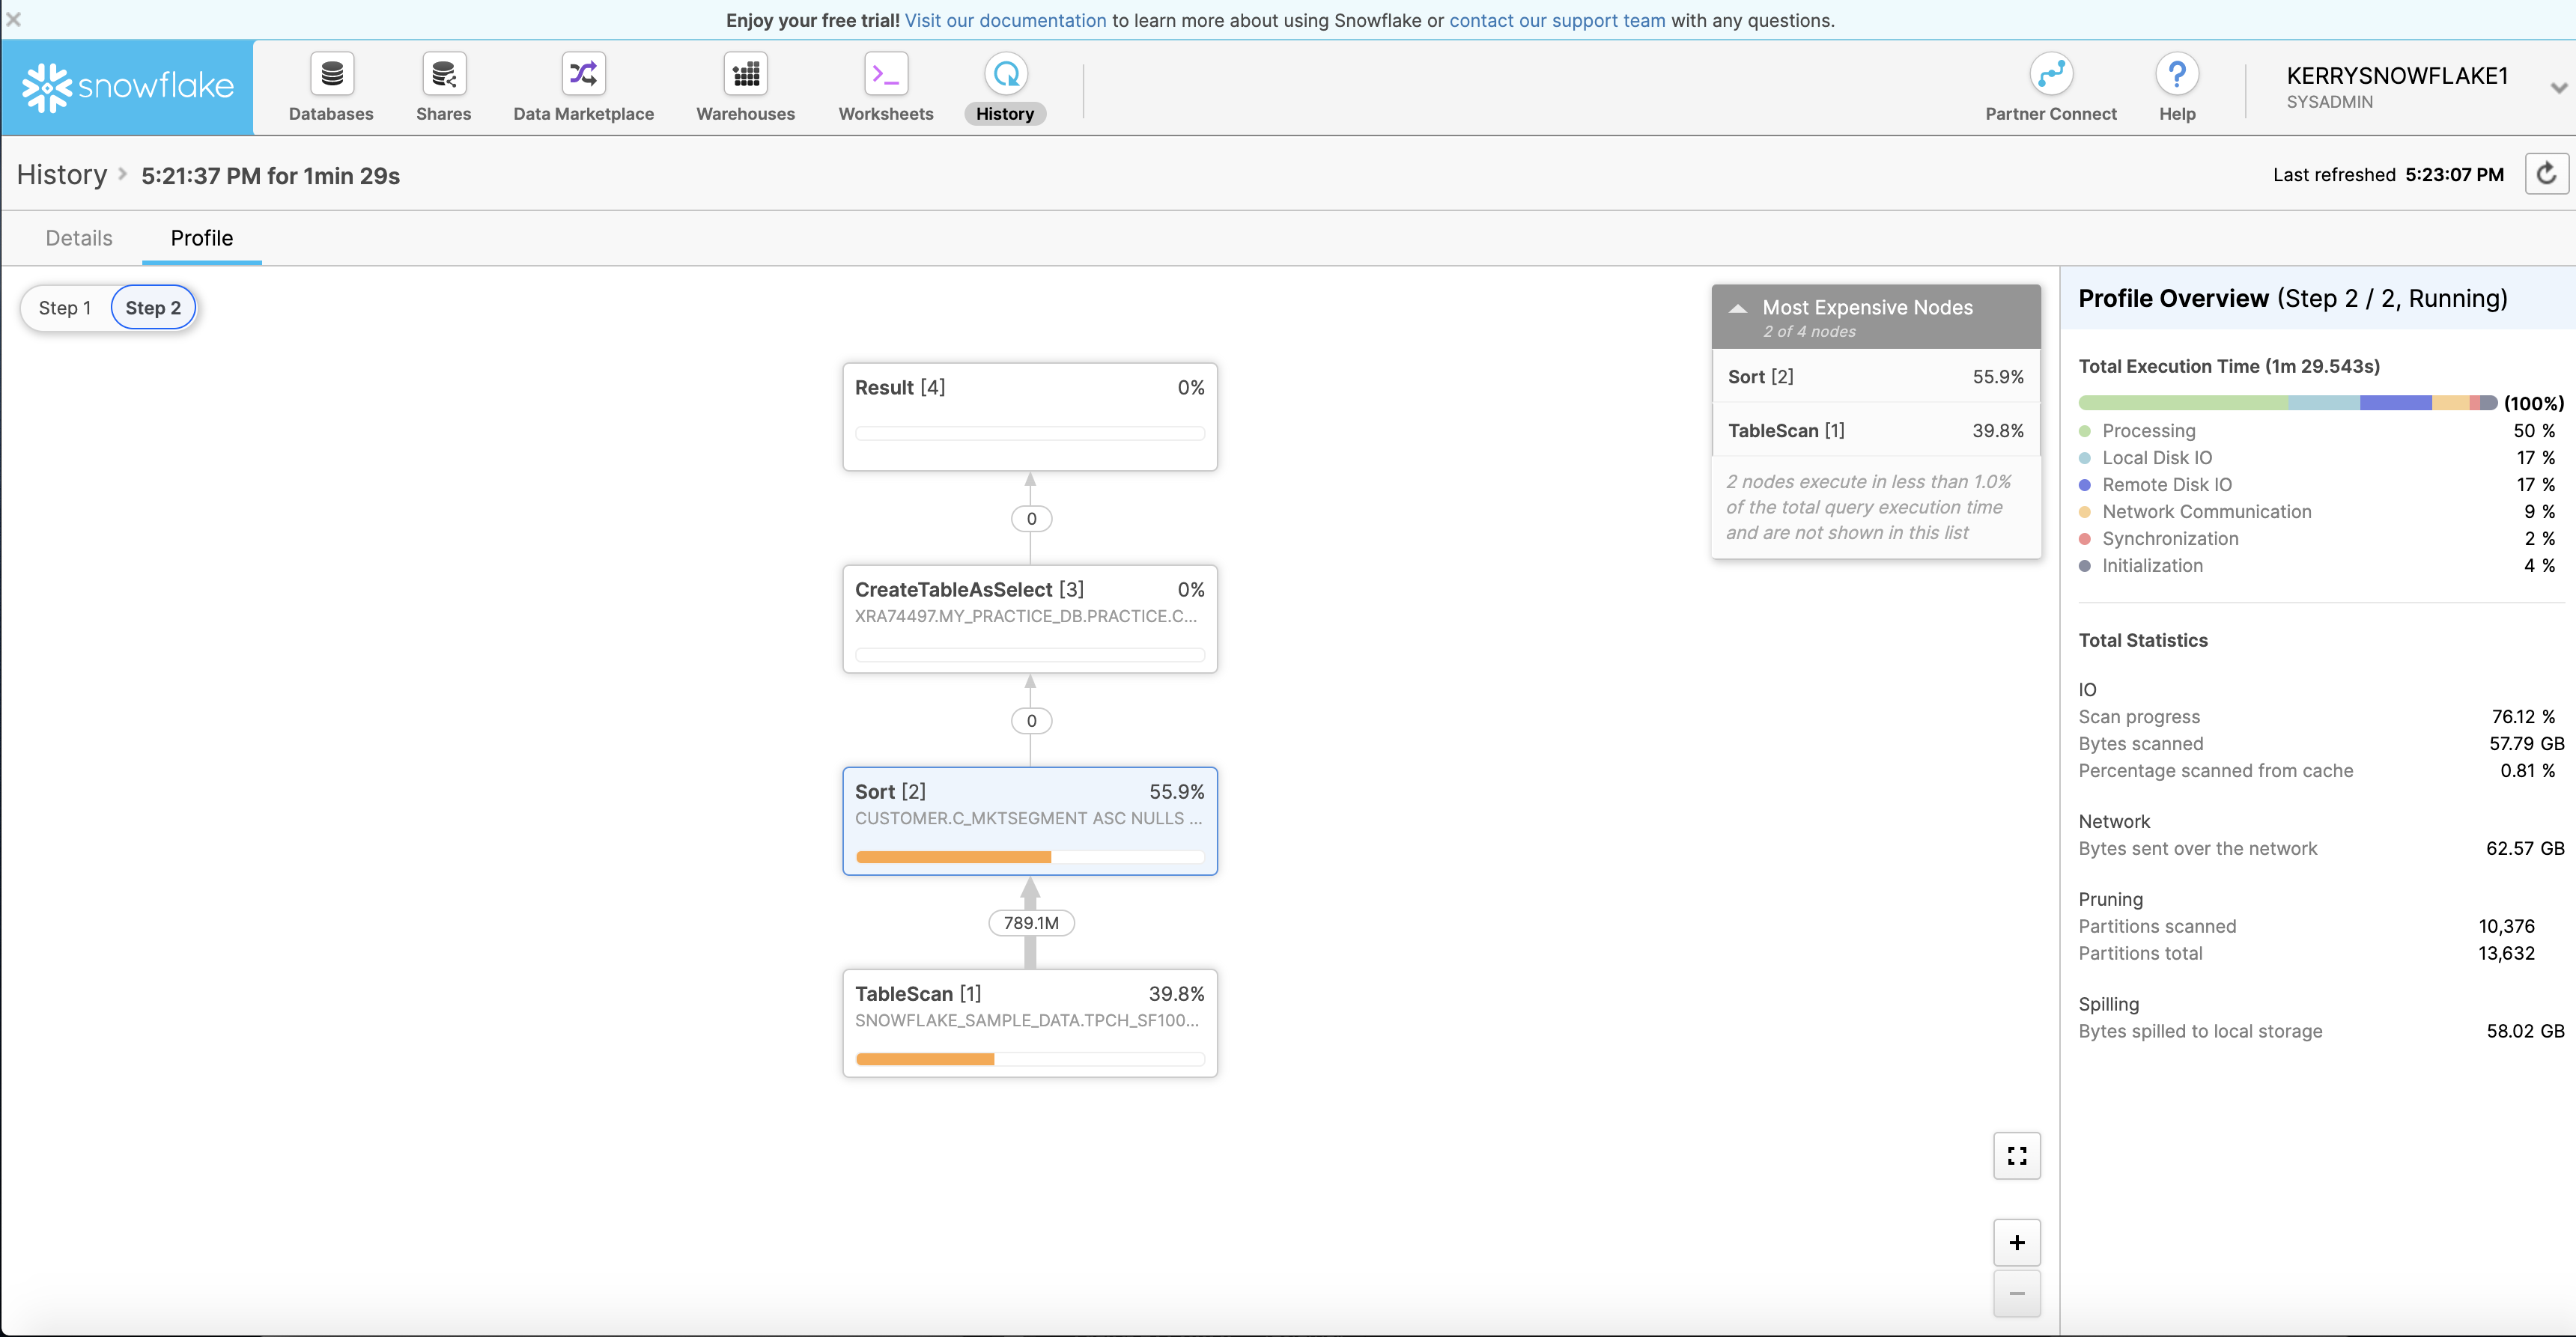 Enjoy your free trial! Visit our documentation to learn more about using Snowflake or contact our support team with any questions.
snowflake
Databases
Shares
Data Marketplace
Warehouses
Worksheets
History
Partner Connect
Help
KERRYSNOWFLAKE1
SYSADMIN
History > 5:21:37 PM for 1min 29s
Last refreshed 5:23:07 PM
Details
Profile
Step 1
Step 2
Result [4] 0%
0
CreateTableAsSelect [3] 0%
XRA74497.MY_PRACTICE_DB.PRACTICE.C...
0
Sort [2] 55.9%
CUSTOMER.C_MKTSEGMENT ASC NULLS ...
789.1M
TableScan [1] 39.8%
SNOWFLAKE_SAMPLE_DATA.TPCH_SF100...
Most Expensive Nodes
2 of 4 nodes
Sort [2] 55.9%
TableScan [1] 39.8%
2 nodes execute in less than 1.0%
of the total query execution time
and are not shown in this list
Profile Overview (Step 2 / 2, Running)
Total Execution Time (1m 29.543s)
(100%)
Processing 50 %
Local Disk IO 17 %
Remote Disk IO 17 %
Network Communication 9 %
Synchronization 2 %
Initialization 4 %
Total Statistics
IO
Scan progress 76.12 %
Bytes scanned 57.79 GB
Percentage scanned from cache 0.81 %
Network
Bytes sent over the network 62.57 GB
Pruning
Partitions scanned 10,376
Partitions total 13,632
Spilling
Bytes spilled to local storage 58.02 GB